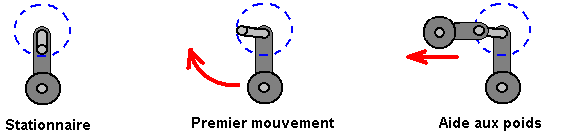 Stationnaire
Premier mouvement
Aide aux poids